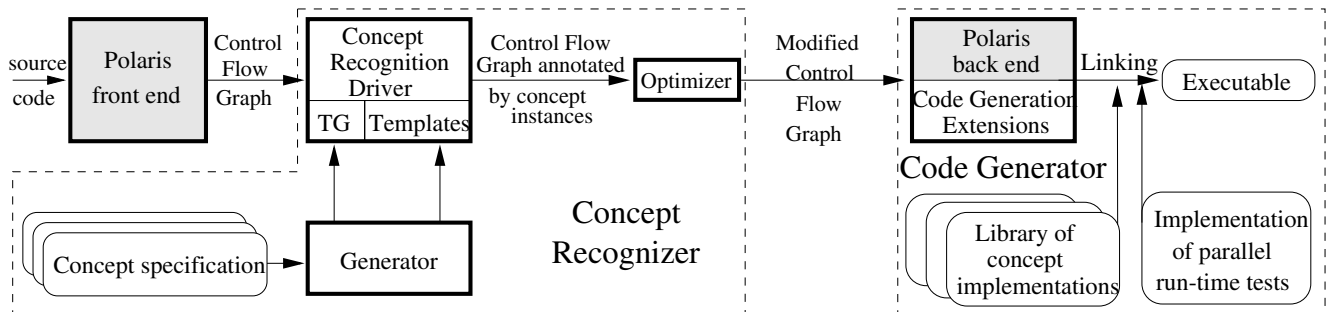 source
code
Polaris
front end
Control
Flow
Graph
Concept
Recognition
Driver
TG
Templates
Control Flow
Graph annotated
by concept
instances
Optimizer
Modified
Control
Flow
Graph
Polaris
back end
Code Generation
Extensions
Linking
Executable
Code Generator
Concept specification
Generator
Concept
Recognizer
Library of
concept
implementations
Implementation
of parallel
run-time tests